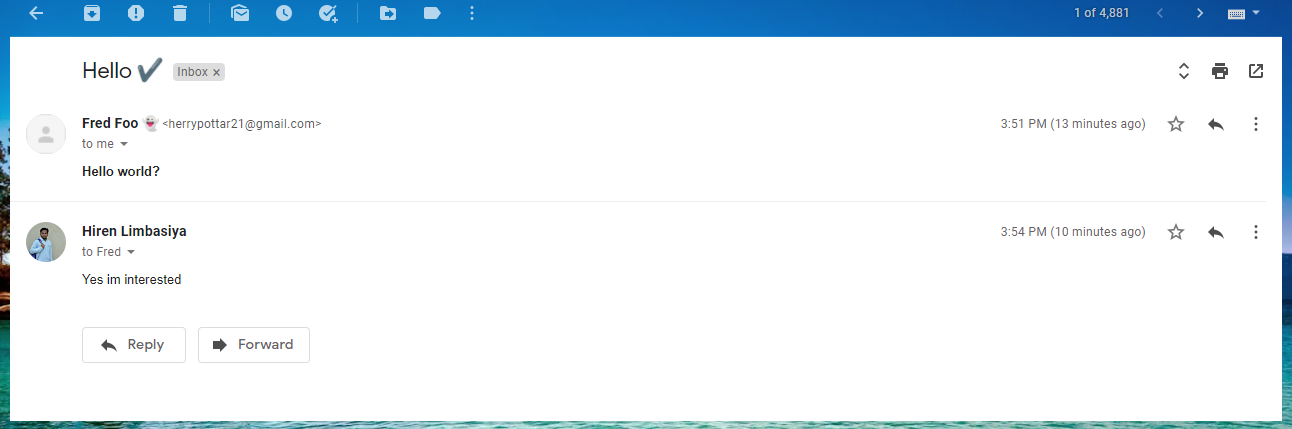 1 of 4,881
Hello ✔
Inbox ×
Fred Foo 👻 <herrypottar21@gmail.com>
3:51 PM (13 minutes ago)
to me
Hello world?
Hiren Limbasiya
3:54 PM (10 minutes ago)
to Fred
Yes im interested
Reply
Forward